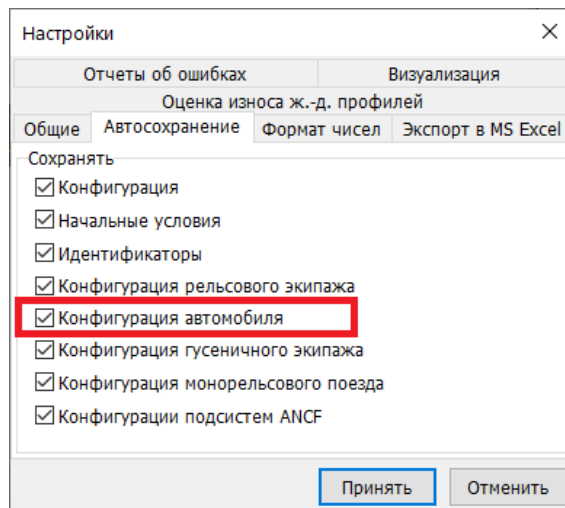 Настройки
Отчеты об ошибках Визуализация
Оценка износа ж.-д. профилей
Общие Автосохранение Формат чисел Экспорт в MS Excel
Сохранять
Конфигурация
Начальные условия
Идентификаторы
Конфигурация рельсового экипажа
Конфигурация автомобиля
Конфигурация гусеничного экипажа
Конфигурация монорельсового поезда
Конфигурации подсистем ANCF
Принять Отменить